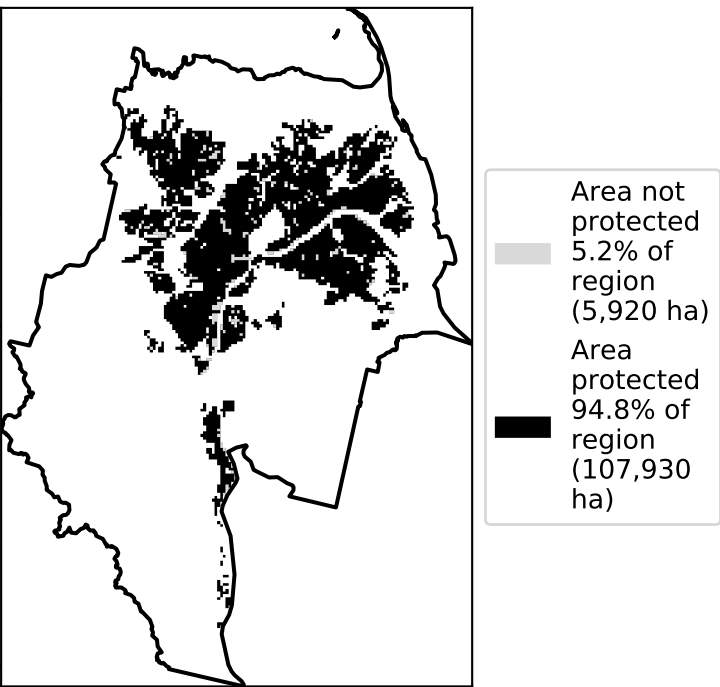 Area not
protected
5.2% of
region
(5,920 ha)
Area
protected
94.8% of
region
(107,930
ha)